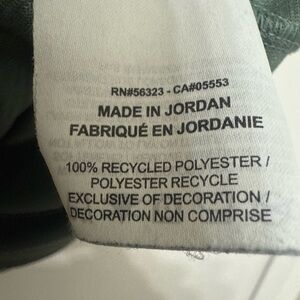 RN#56323 - CA#05553
MADE IN JORDAN
FABRIQUÉ EN JORDANIE
100% RECYCLED POLYESTER /
POLYESTER RECYCLE
EXCLUSIVE OF DECORATION /
DECORATION NON COMPRISE